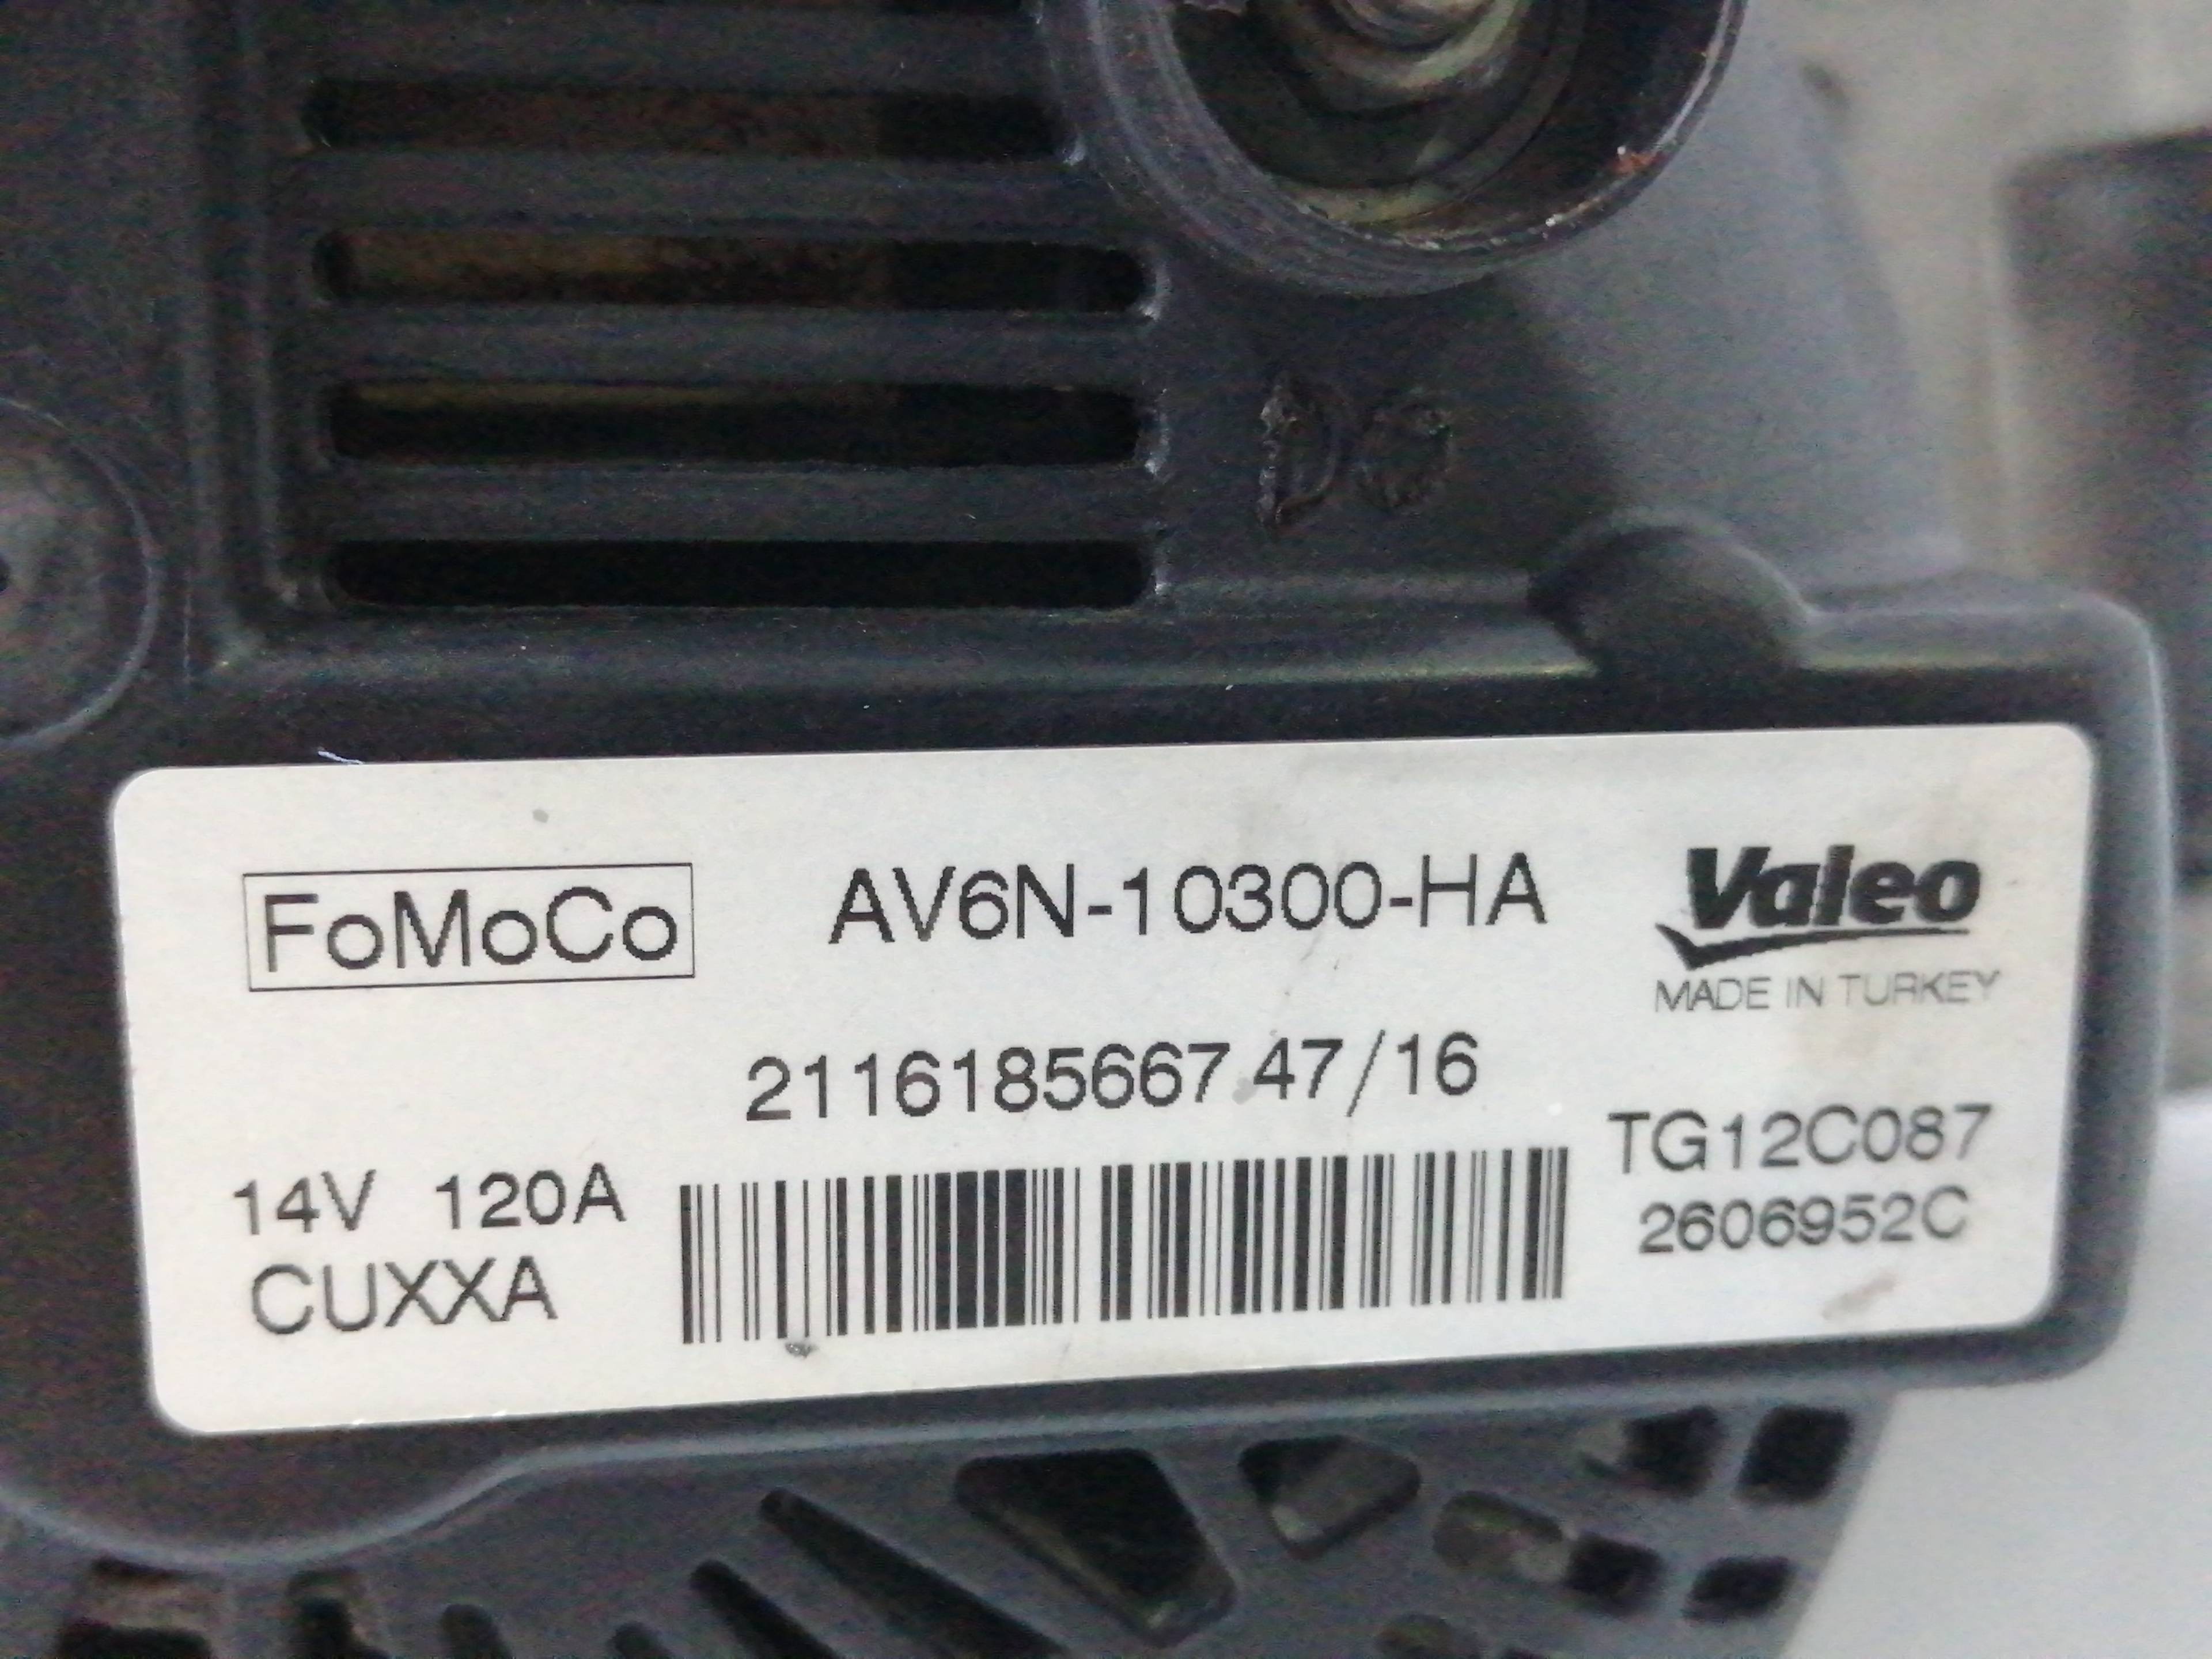 FoMoCo AV6N-10300-HA Valeo
MADE IN TURKEY
2116185667 47/16
14V 120A TG12C087
CUXXA 2606952C